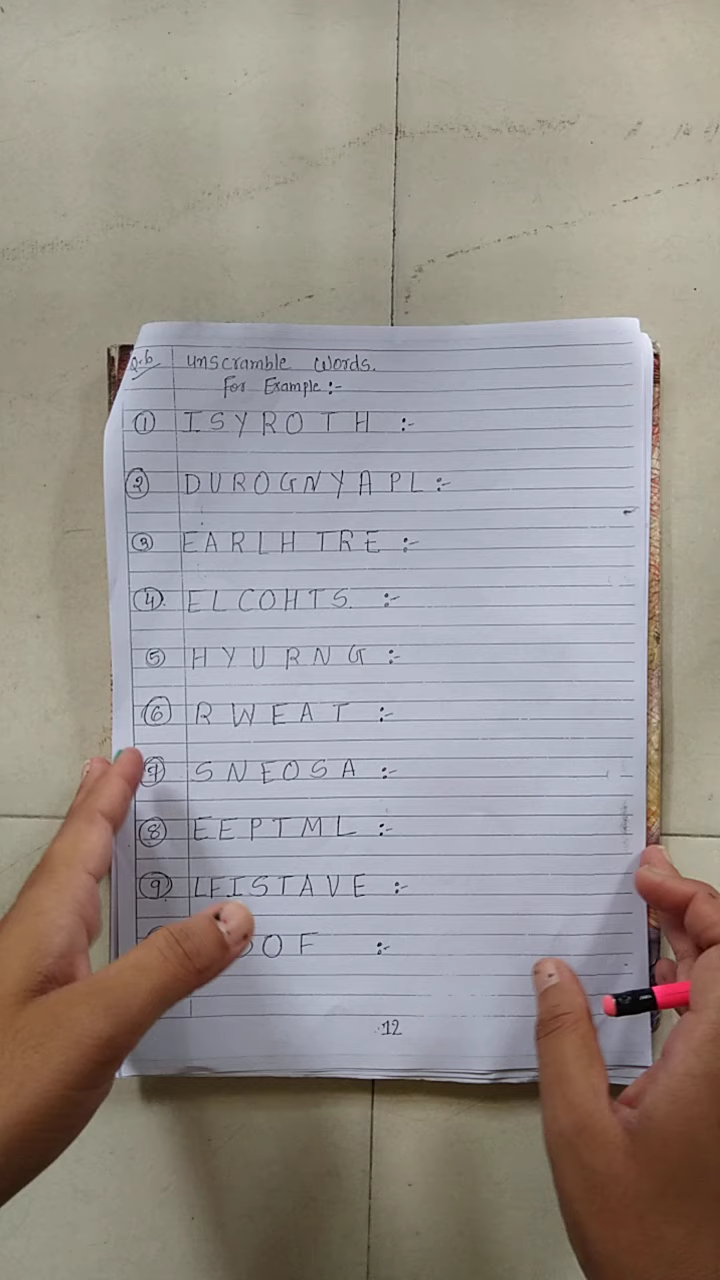 Q.6 Unscramble Words.
For Example :-
① ISYROTH :-
② DUROGNYAPL :-
③ EARLHTRE :-
④ ELCOHTS. :-
⑤ HYURNG :-
⑥ RWEAT :-
⑦ SNEOSA :-
⑧ EEPTML :-
⑨ LFISTAVE :-
OOF :-
12